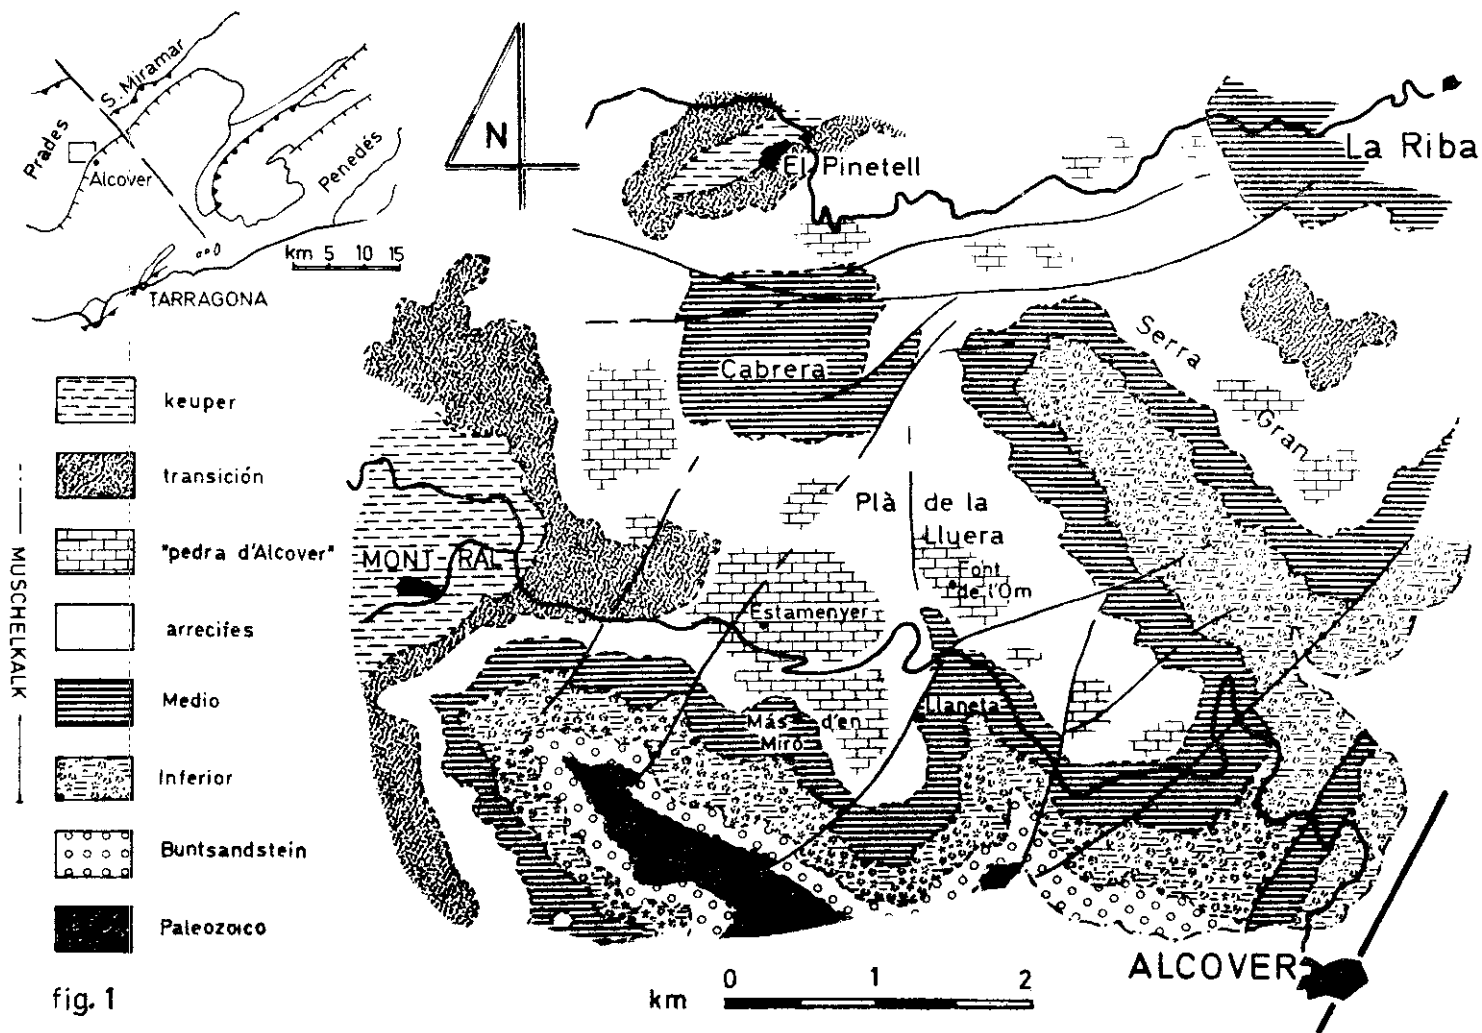 S. Miramar
Prades
Alcover
Penedés
km 5 10 15
TARRAGONA
N
El Pinetell
La Riba
Cabrera
Serra
Gran
Plà de la
Lluera
Font
de l'Om
MONT-RAL
Estamenyer
Más d'en
Miró
Llaneta
ALCOVER
keuper
transición
"pedra d'Alcover"
arrecifes
Medio
Inferior
Buntsandstein
Paleozoico
MUSCHELKALK
fig. 1
km 0 1 2